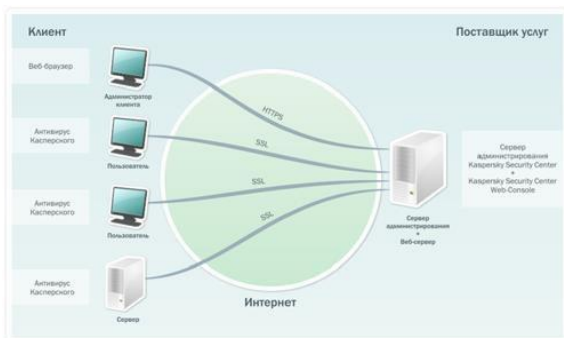 Клиент
Поставщик услуг
Веб-браузер
Администратор
клиента
HTTPS
Антивирус
Касперского
Пользователь
SSL
Сервер
администрирования
Kaspersky Security Center
+
Kaspersky Security Center
Web-Console
Антивирус
Касперского
Пользователь
SSL
Сервер
администрирования
+
Веб-сервер
Антивирус
Касперского
Сервер
SSL
Интернет